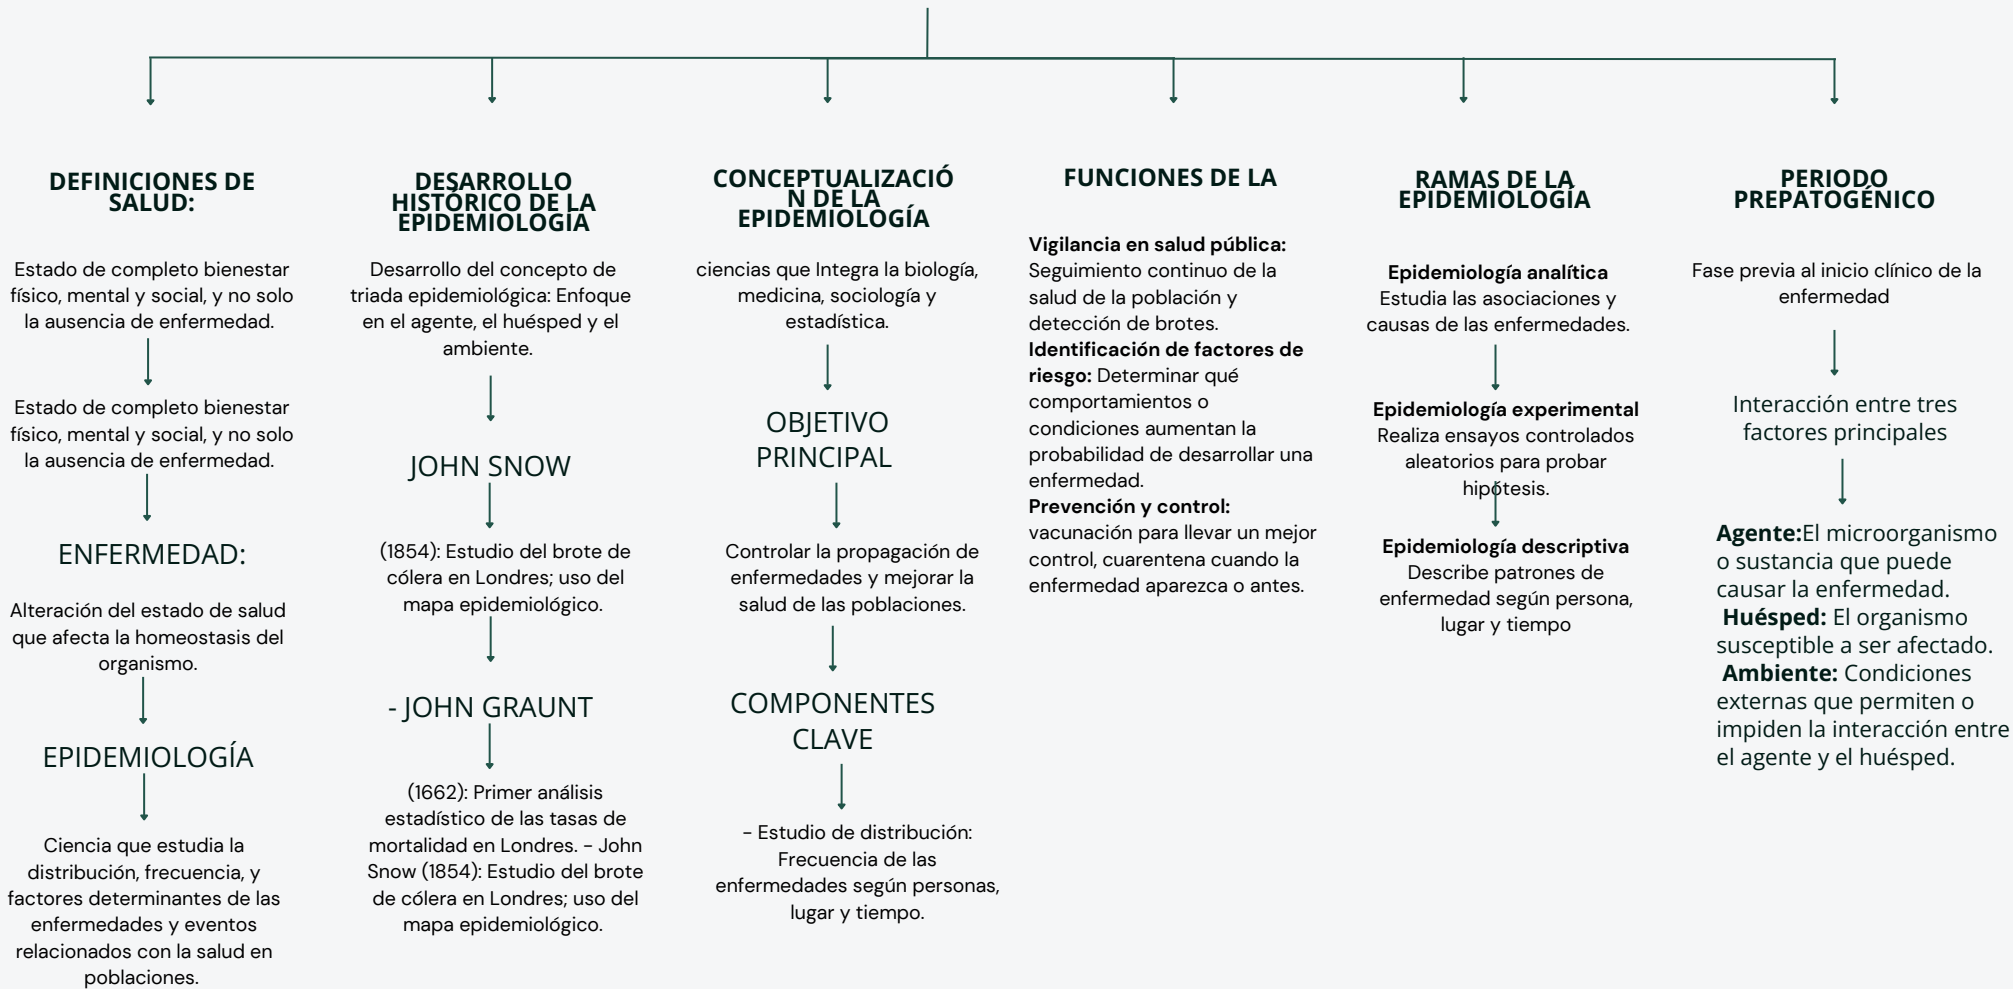 DEFINICIONES DE
SALUD:
Estado de completo bienestar
físico, mental y social, y no solo
la ausencia de enfermedad.
Estado de completo bienestar
físico, mental y social, y no solo
la ausencia de enfermedad.
ENFERMEDAD:
Alteración del estado de salud
que afecta la homeostasis del
organismo.
EPIDEMIOLOGÍA
Ciencia que estudia la
distribución, frecuencia, y
factores determinantes de las
enfermedades y eventos
relacionados con la salud en
poblaciones.
DESARROLLO
HISTÓRICO DE LA
EPIDEMIOLOGÍA
Desarrollo del concepto de
triada epidemiológica: Enfoque
en el agente, el huésped y el
ambiente.
JOHN SNOW
(1854): Estudio del brote de
cólera en Londres; uso del
mapa epidemiológico.
- JOHN GRAUNT
(1662): Primer análisis
estadístico de las tasas de
mortalidad en Londres. - John
Snow (1854): Estudio del brote
de cólera en Londres; uso del
mapa epidemiológico.
CONCEPTUALIZACIÓ
N DE LA
EPIDEMIOLOGÍA
ciencias que Integra la biología,
medicina, sociología y
estadística.
OBJETIVO
PRINCIPAL
Controlar la propagación de
enfermedades y mejorar la
salud de las poblaciones.
COMPONENTES
CLAVE
- Estudio de distribución:
Frecuencia de las
enfermedades según personas,
lugar y tiempo.
FUNCIONES DE LA
Vigilancia en salud pública:
Seguimiento continuo de la
salud de la población y
detección de brotes.
Identificación de factores de
riesgo: Determinar qué
comportamientos o
condiciones aumentan la
probabilidad de desarrollar una
enfermedad.
Prevención y control:
vacunación para llevar un mejor
control, cuarentena cuando la
enfermedad aparezca o antes.
RAMAS DE LA
EPIDEMIOLOGÍA
Epidemiología analítica
Estudia las asociaciones y
causas de las enfermedades.
Epidemiología experimental
Realiza ensayos controlados
aleatorios para probar
hipótesis.
Epidemiología descriptiva
Describe patrones de
enfermedad según persona,
lugar y tiempo
PERIODO
PREPATOGÉNICO
Fase previa al inicio clínico de la
enfermedad
Interacción entre tres
factores principales
Agente:El microorganismo
o sustancia que puede
causar la enfermedad.
Huésped: El organismo
susceptible a ser afectado.
Ambiente: Condiciones
externas que permiten o
impiden la interacción entre
el agente y el huésped.